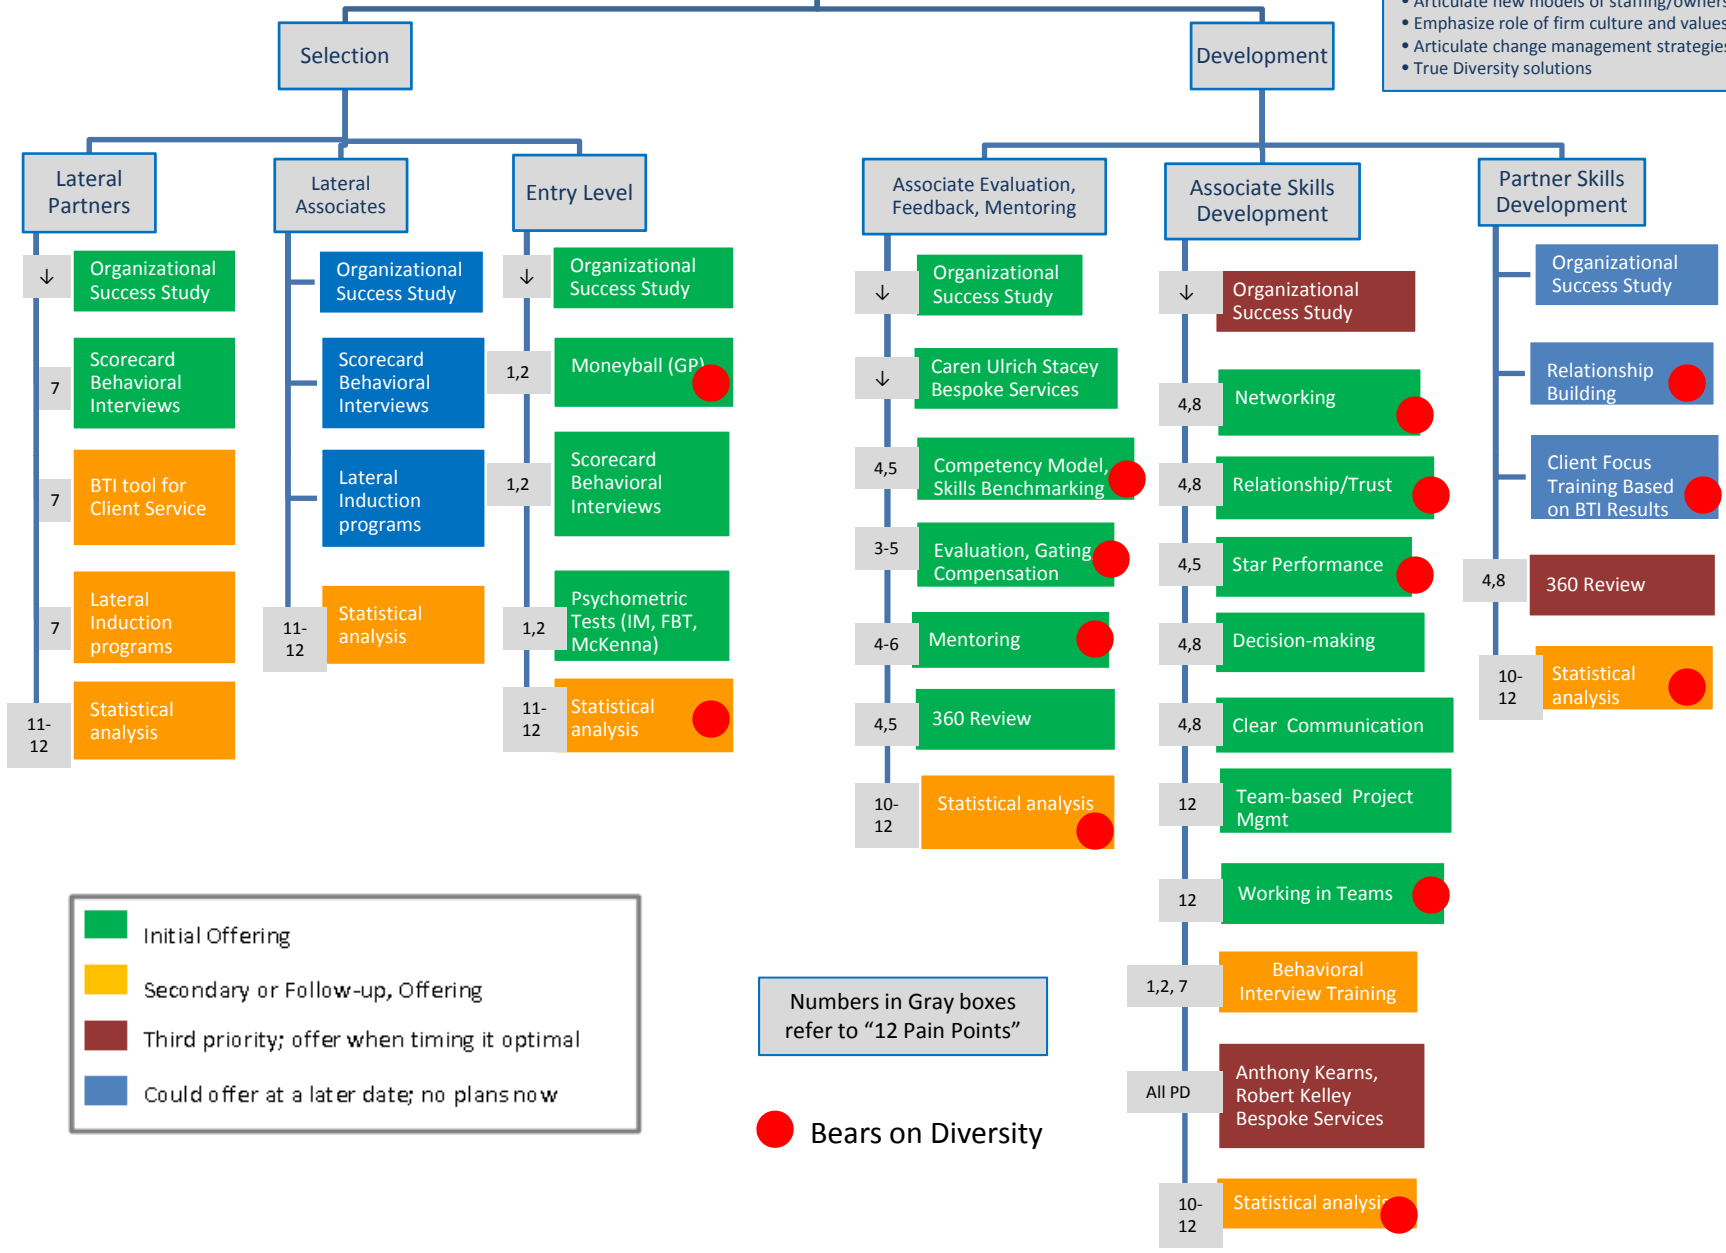 • Articulate new models of staffing/owners
• Emphasize role of firm culture and values
• Articulate change management strategies
• True Diversity solutions
Selection
Development
Lateral
Partners
Lateral
Associates
Entry Level
Associate Evaluation,
Feedback, Mentoring
Associate Skills
Development
Partner Skills
Development
↓
Organizational
Success Study
7
Scorecard
Behavioral
Interviews
7
BTI tool for
Client Service
7
Lateral
Induction
programs
11-
12
Statistical
analysis
Organizational
Success Study
Scorecard
Behavioral
Interviews
Lateral
Induction
programs
11-
12
Statistical
analysis
↓
Organizational
Success Study
1,2
Moneyball (GP)
1,2
Scorecard
Behavioral
Interviews
1,2
Psychometric
Tests (IM, FBT,
McKenna)
11-
12
Statistical
analysis
↓
Organizational
Success Study
↓
Caren Ulrich Stacey
Bespoke Services
4,5
Competency Model,
Skills Benchmarking
3-5
Evaluation, Gating,
Compensation
4-6
Mentoring
4,5
360 Review
10-
12
Statistical analysis
↓
Organizational
Success Study
4,8
Networking
4,8
Relationship/Trust
4,5
Star Performance
4,8
Decision-making
4,8
Clear Communication
12
Team-based Project
Mgmt
12
Working in Teams
1,2, 7
Behavioral
Interview Training
All PD
Anthony Kearns,
Robert Kelley
Bespoke Services
10-
12
Statistical analysis
Organizational
Success Study
Relationship
Building
Client Focus
Training Based
on BTI Results
4,8
360 Review
10-
12
Statistical
analysis
Initial Offering
Secondary or Follow-up, Offering
Third priority; offer when timing it optimal
Could offer at a later date; no plans now
Numbers in Gray boxes
refer to “12 Pain Points”
Bears on Diversity